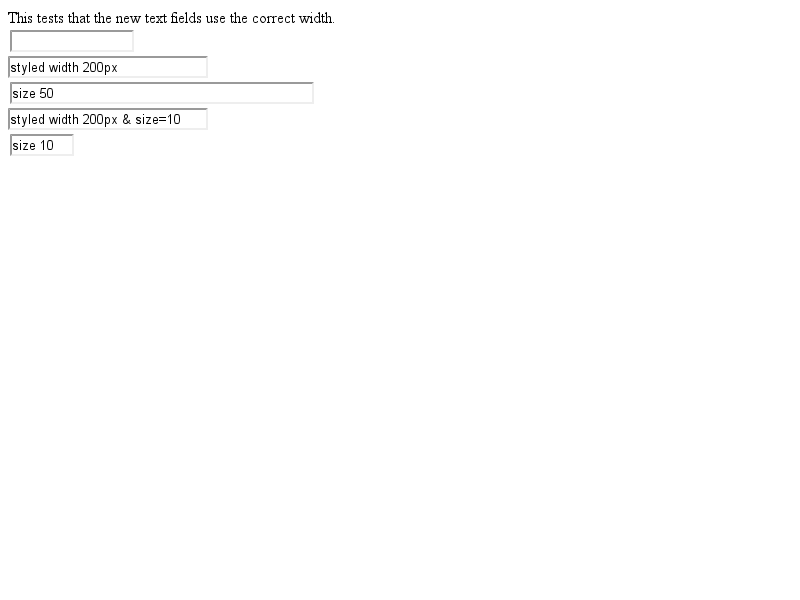 This tests that the new text fields use the correct width.
styled width 200px
size 50
styled width 200px & size=10
size 10